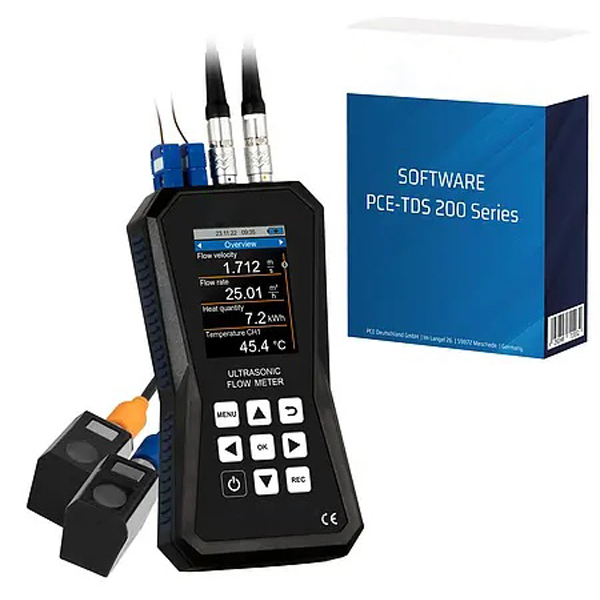 SOFTWARE
PCE-TDS 200 Series
PCE Deutschland GmbH | Im Langel 26 | 59872 Meschede | Germany
23.11.22 09:35
Overview
Flow velocity
1.712 m/s
Flow rate
25.01 m³/h
Heat quantity
7.2 kWh
Temperature CH1
45.4 °C
ULTRASONIC
FLOW METER
MENU
OK
REC
CE